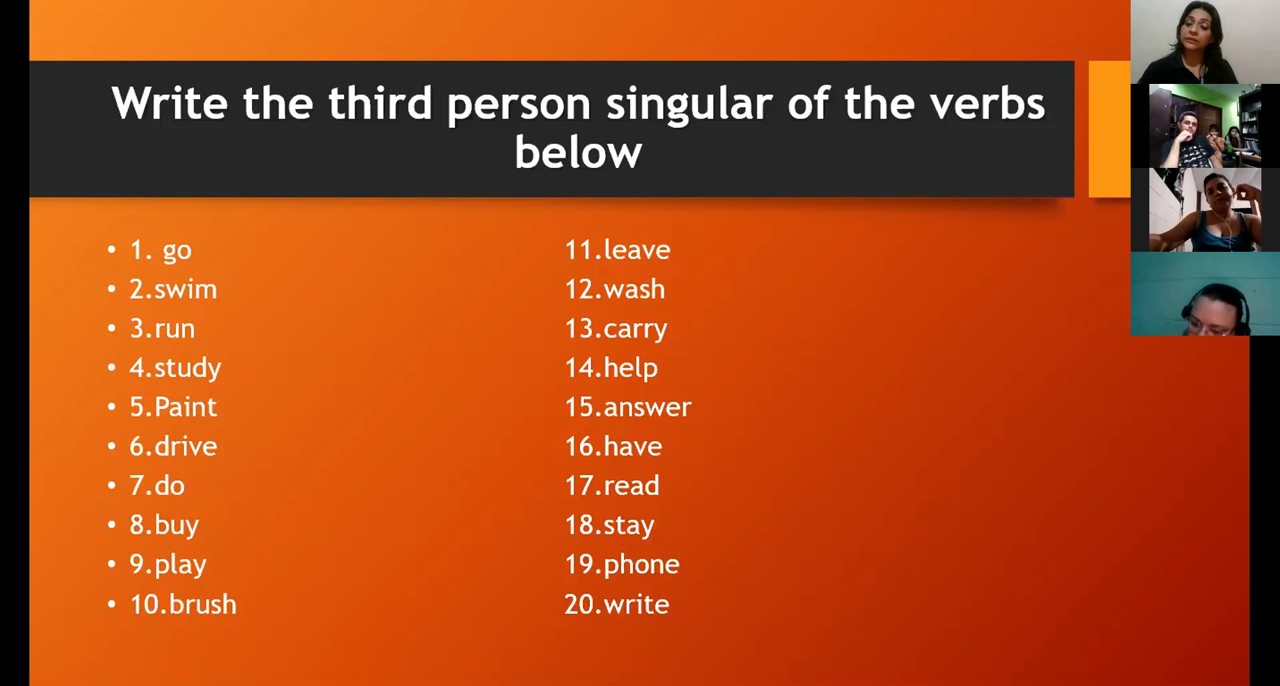 Write the third person singular of the verbs
below
• 1. go
• 2.swim
• 3.run
• 4.study
• 5.Paint
• 6.drive
• 7.do
• 8.buy
• 9.play
• 10.brush
11.leave
12.wash
13.carry
14.help
15.answer
16.have
17.read
18.stay
19.phone
20.write